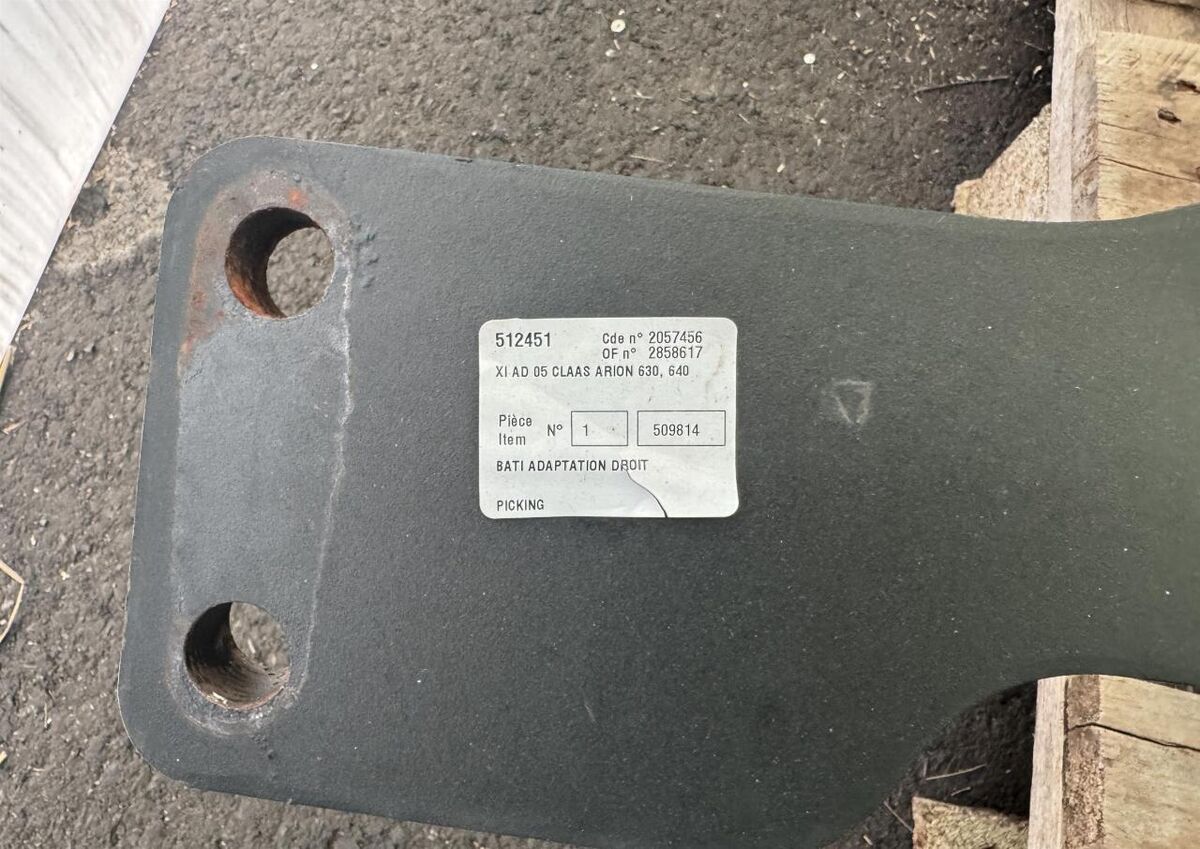 512451 Cde n° 2057456
OF n° 2858617
XI AD 05 CLAAS ARION 630, 640
Pièce
Item N° 1 509814
BATI ADAPTATION DROIT
PICKING